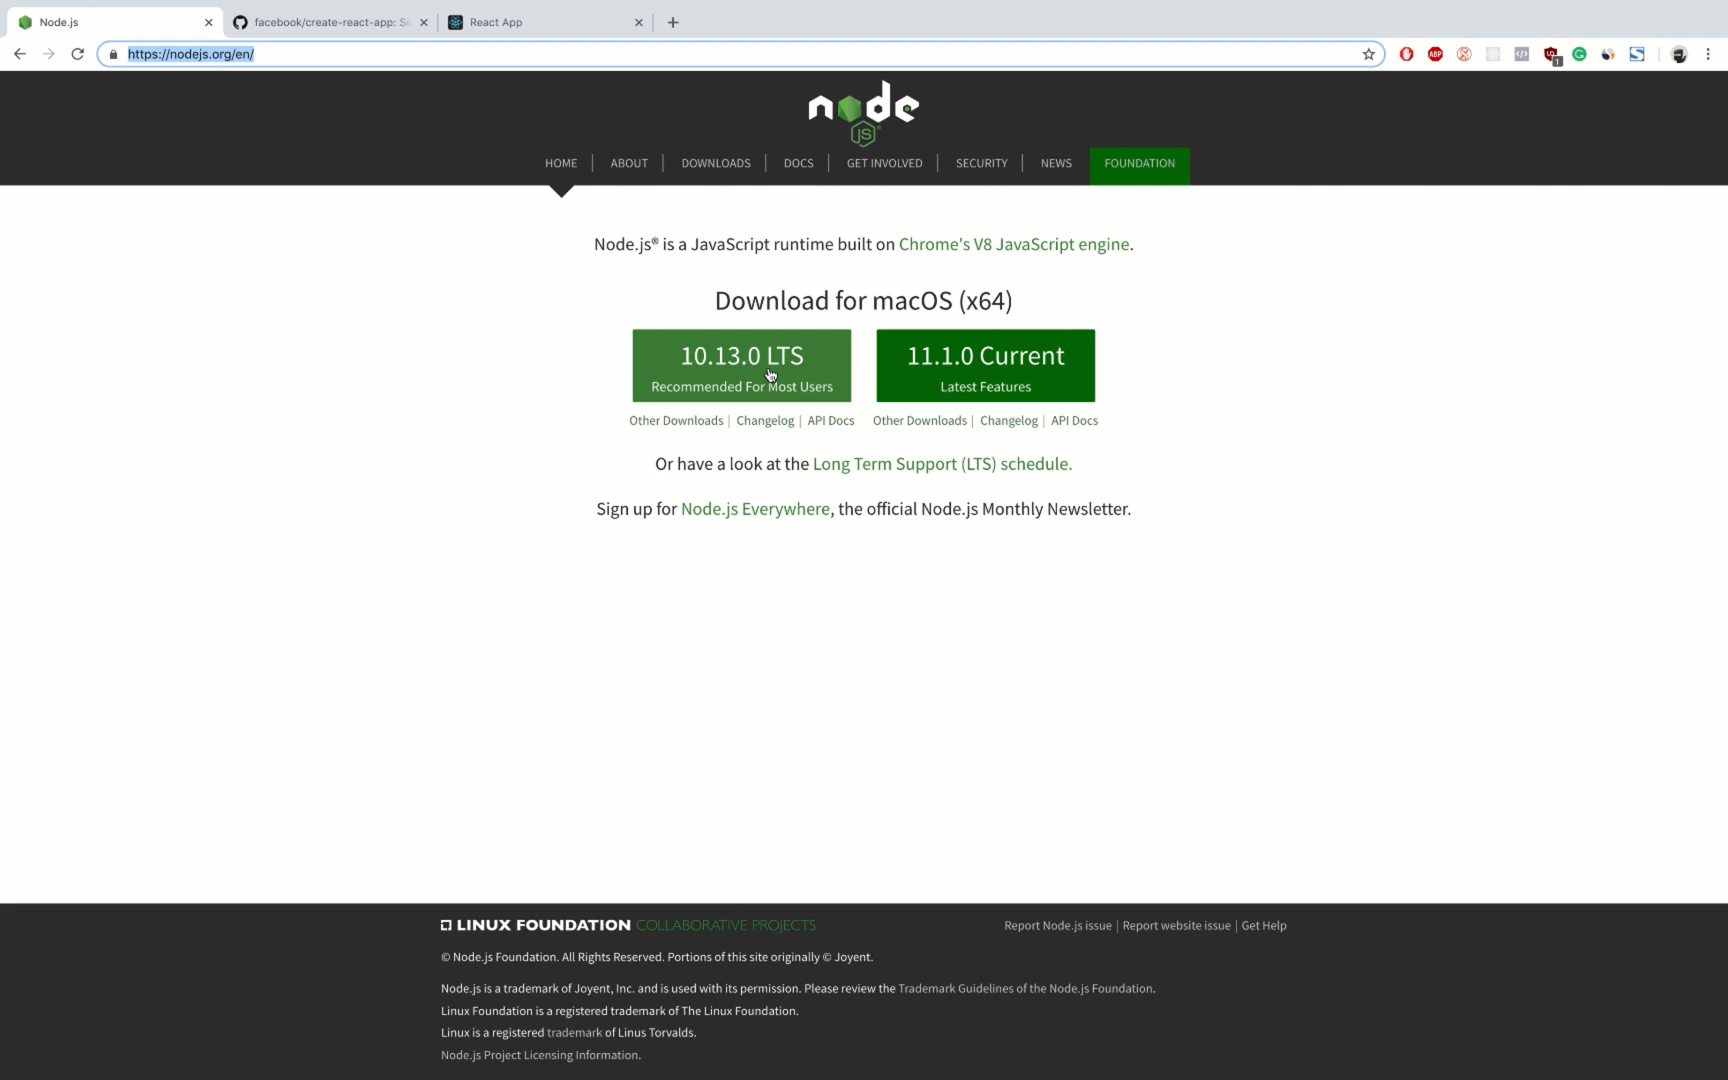 Node.js
facebook/create-react-app: Se
React App
https://nodejs.org/en/
ABP
1
node
JS
HOME | ABOUT | DOWNLOADS | DOCS | GET INVOLVED | SECURITY | NEWS FOUNDATION
Node.js® is a JavaScript runtime built on Chrome's V8 JavaScript engine.
Download for macOS (x64)
10.13.0 LTS
Recommended For Most Users
11.1.0 Current
Latest Features
Other Downloads | Changelog | API Docs
Other Downloads | Changelog | API Docs
Or have a look at the Long Term Support (LTS) schedule.
Sign up for Node.js Everywhere, the official Node.js Monthly Newsletter.
LINUX FOUNDATION COLLABORATIVE PROJECTS
Report Node.js issue | Report website issue | Get Help
© Node.js Foundation. All Rights Reserved. Portions of this site originally © Joyent.
Node.js is a trademark of Joyent, Inc. and is used with its permission. Please review the Trademark Guidelines of the Node.js Foundation.
Linux Foundation is a registered trademark of The Linux Foundation.
Linux is a registered trademark of Linus Torvalds.
Node.js Project Licensing Information.